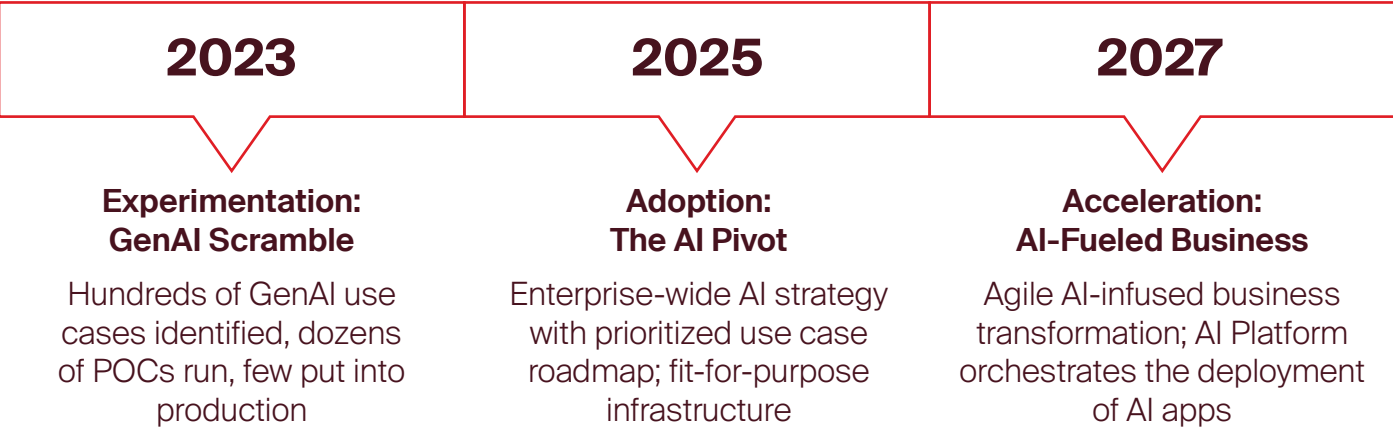 2023
Experimentation:
GenAI Scramble
Hundreds of GenAI use
cases identified, dozens
of POCs run, few put into
production
2025
Adoption:
The AI Pivot
Enterprise-wide AI strategy
with prioritized use case
roadmap; fit-for-purpose
infrastructure
2027
Acceleration:
AI-Fueled Business
Agile AI-infused business
transformation; AI Platform
orchestrates the deployment
of AI apps